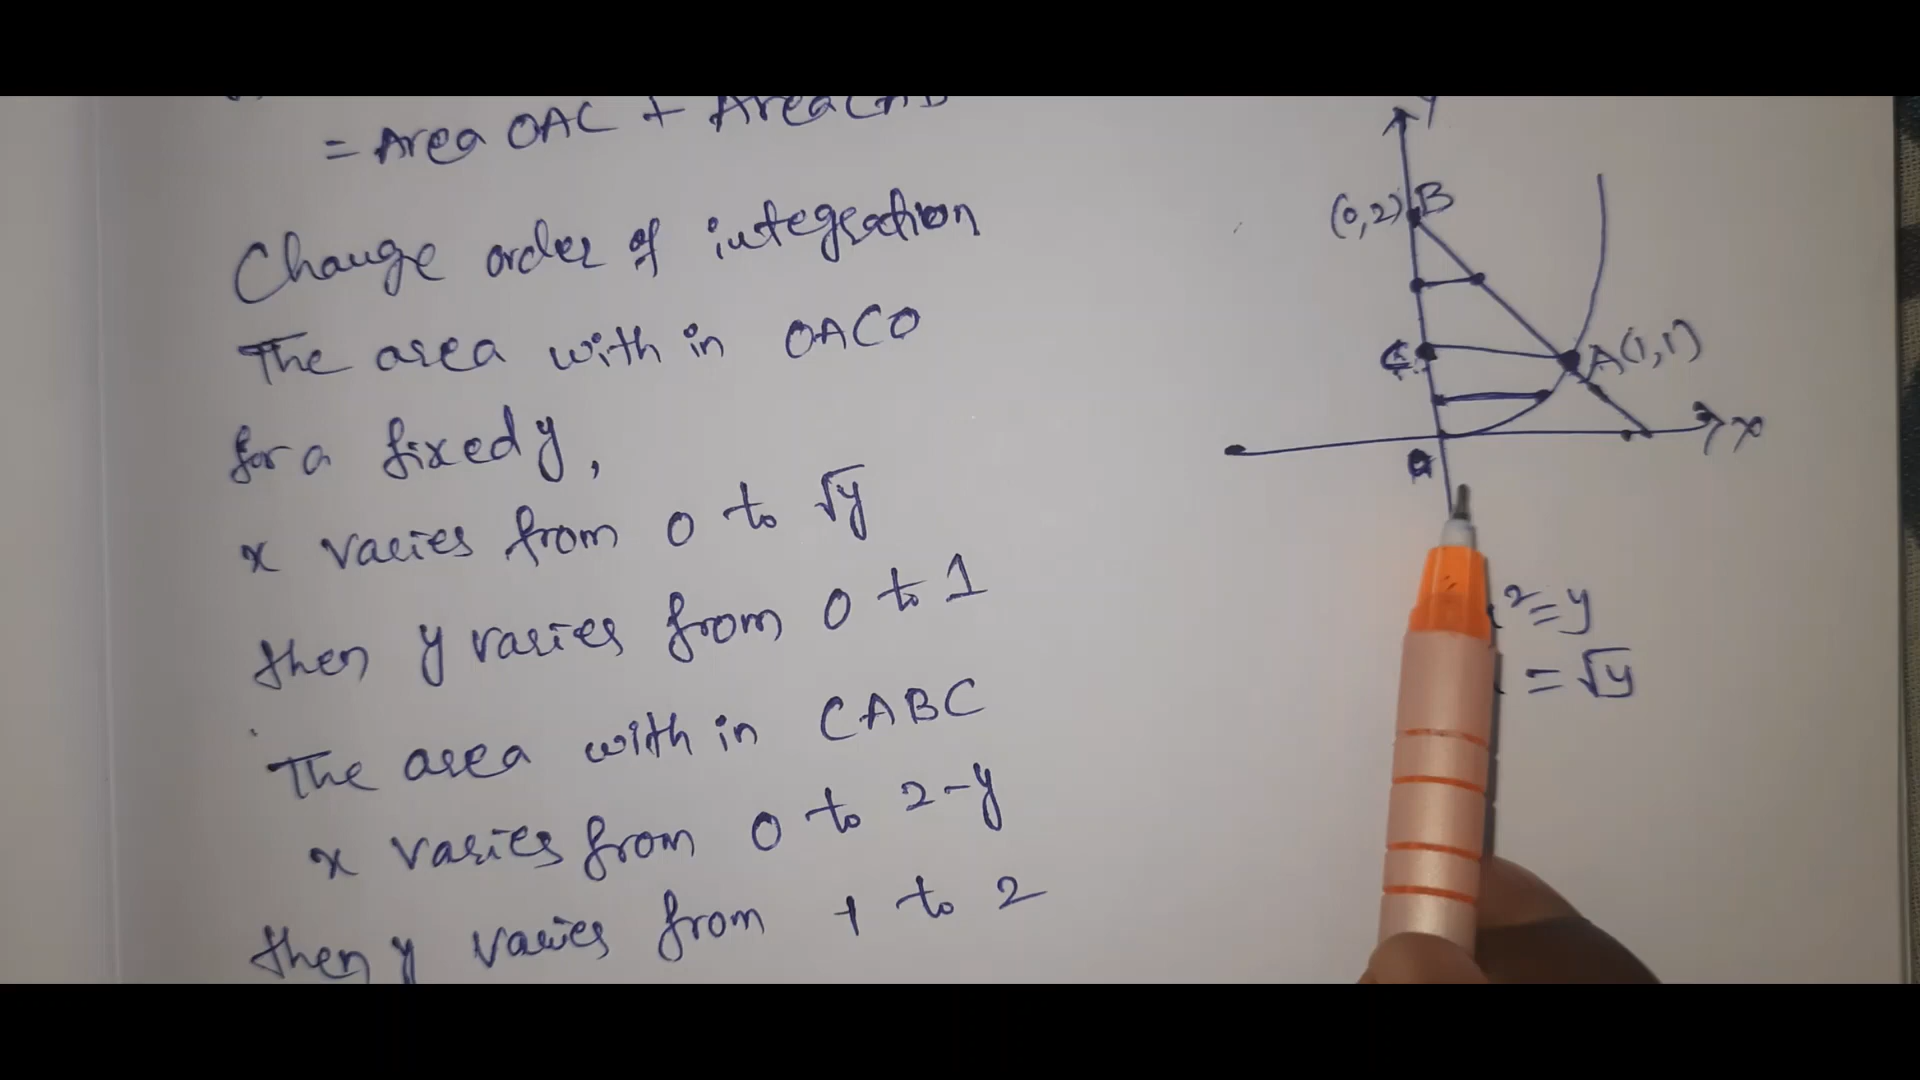 = Area OAC + Area CAB
Change order of integration
The area with in OACO
for a fixed y,
x varies from 0 to √y
then y varies from 0 to 1
The area with in CABC
x varies from 0 to 2-y
then y varies from 1 to 2
y
(0,2) B
C
A(1,1)
x
²=y
=√y